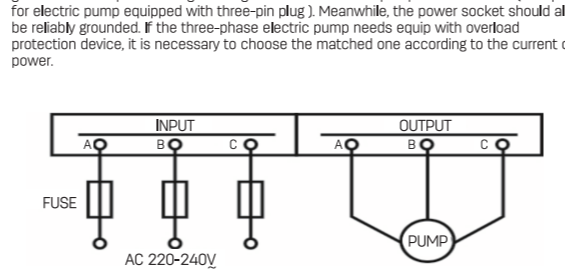 for electric pump equipped with three-pin plug ). Meanwhile, the power socket should al
be reliably grounded. If the three-phase electric pump needs equip with overload
protection device, it is necessary to choose the matched one according to the current
power.
INPUT OUTPUT
A B C A B C
FUSE
PUMP
AC 220-240V